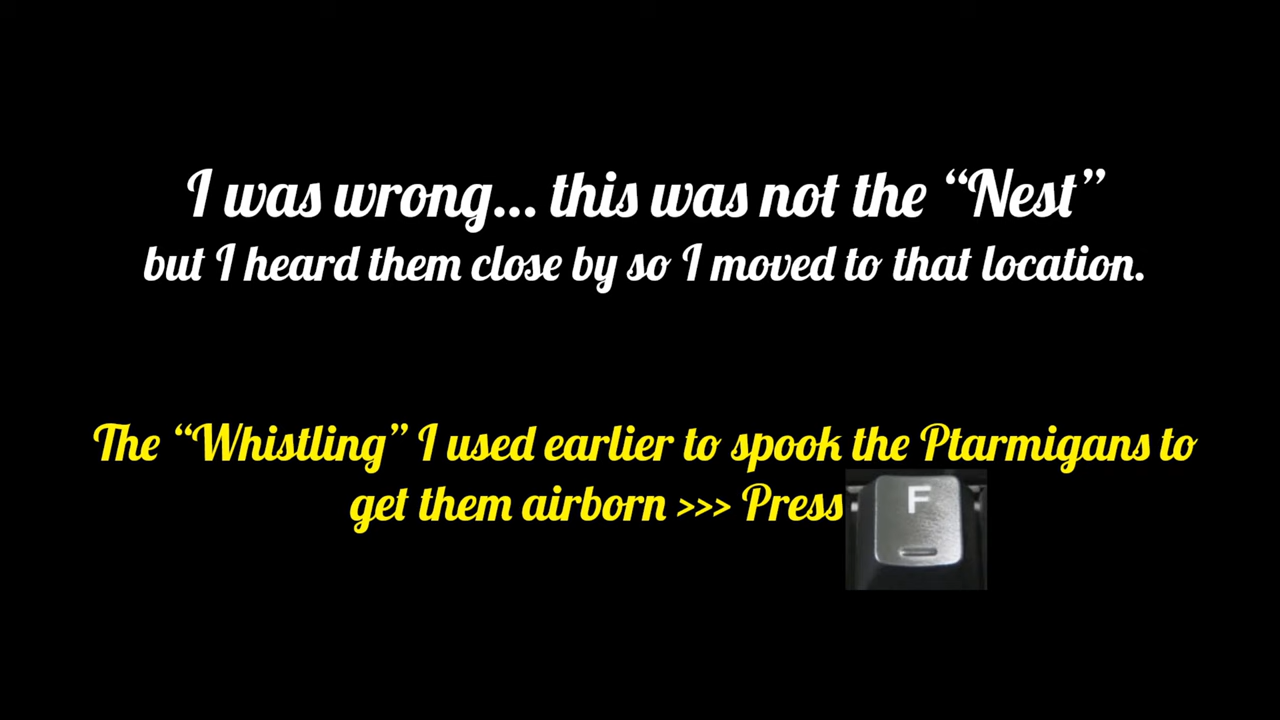 I was wrong... this was not the “Nest”
but I heard them close by so I moved to that location.
The “Whistling” I used earlier to spook the Ptarmigans to
get them airborn >>> Press F